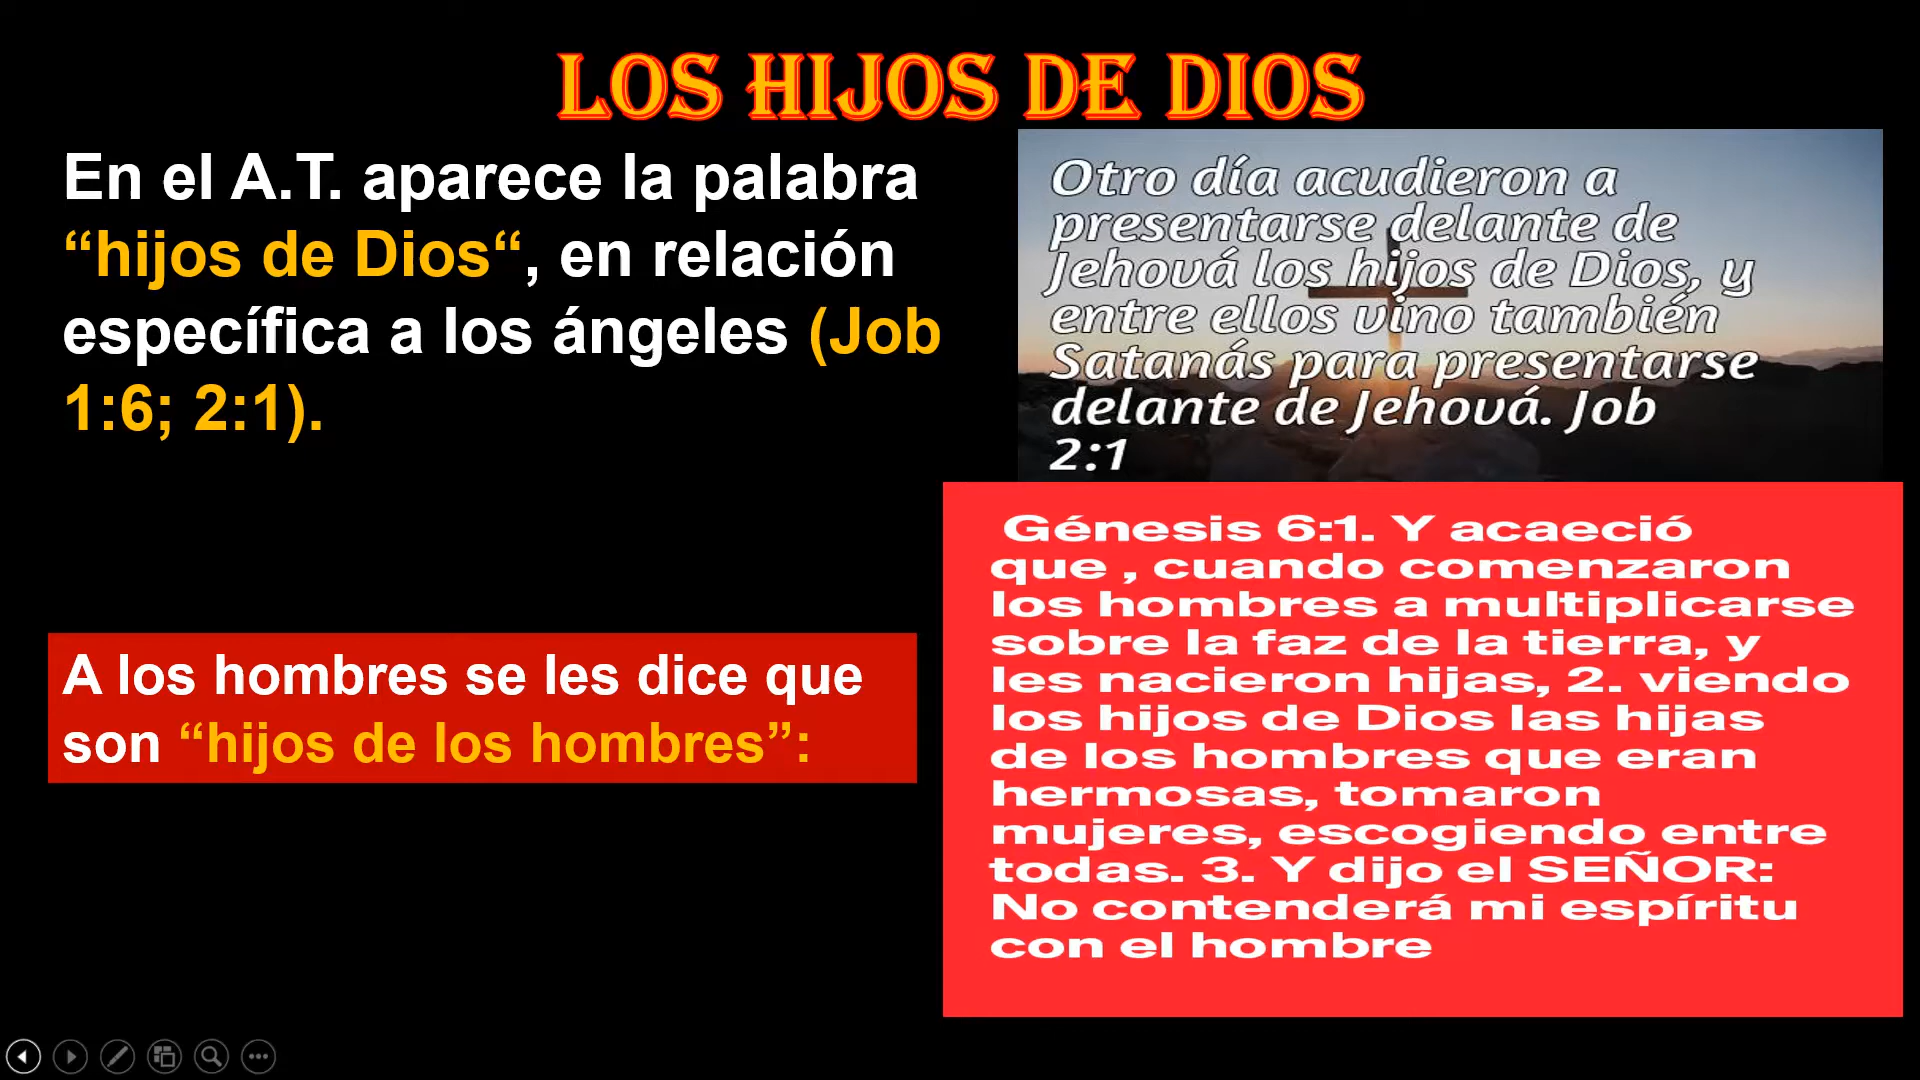 LOS HIJOS DE DIOS
En el A.T. aparece la palabra
“hijos de Dios“, en relación
específica a los ángeles (Job
1:6; 2:1).
Otro día acudieron a
presentarse delante de
Jehová los hijos de Dios, y
entre ellos vino también
Satanás para presentarse
delante de Jehová. Job
2:1
A los hombres se les dice que
son “hijos de los hombres”:
Génesis 6:1. Y acaeció
que , cuando comenzaron
los hombres a multiplicarse
sobre la faz de la tierra, y
les nacieron hijas, 2. viendo
los hijos de Dios las hijas
de los hombres que eran
hermosas, tomaron
mujeres, escogiendo entre
todas. 3. Y dijo el SEÑOR:
No contenderá mi espíritu
con el hombre